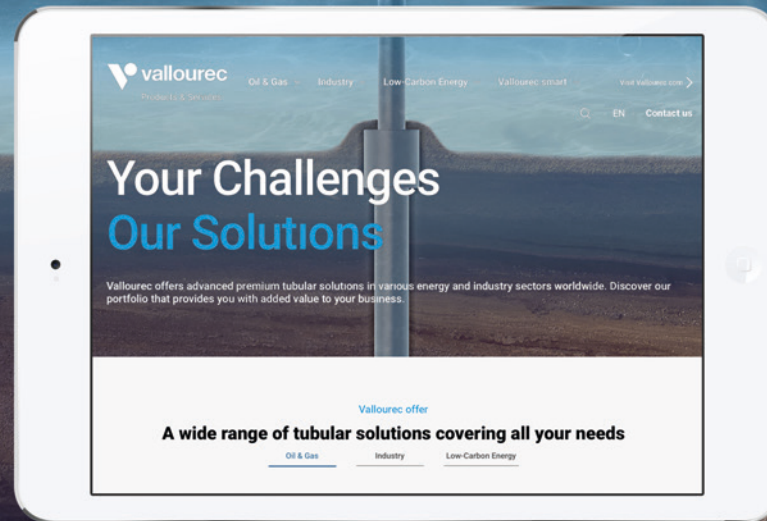 vallourec
Products & Solutions
Oil & Gas
Industry
Low-Carbon Energy
Vallourec smart
Visit vallourec.com
EN
Contact us
Your Challenges
Our Solutions
Vallourec offers advanced premium tubular solutions in various energy and industry sectors worldwide. Discover our
portfolio that provides you with added value to your business.
Vallourec offer
A wide range of tubular solutions covering all your needs
Oil & Gas
Industry
Low-Carbon Energy